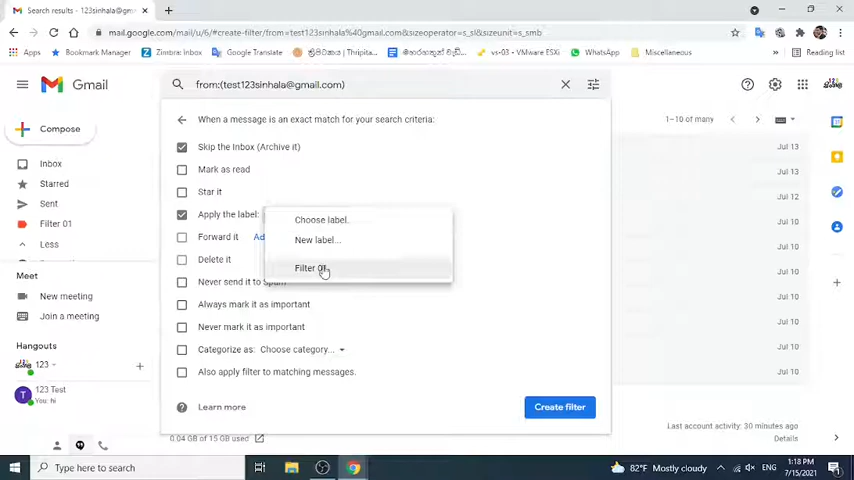 Search results - 123sinhala@gm
mail.google.com/mail/u/6/#create-filter/from=test123sinhala%40gmail.com&sizeoperator=s_sl&sizeunit=s_smb
Apps
Bookmark Manager
Zimbra: Inbox
Google Translate
vs-03 - VMware ESXi
WhatsApp
Miscellaneous
Reading list
Gmail
from:(test123sinhala@gmail.com)
Compose
When a message is an exact match for your search criteria:
1–10 of many
Skip the Inbox (Archive it)
Jul 13
Inbox
Mark as read
Jul 13
Starred
Star it
Jul 12
Sent
Apply the label:
Choose label.
Jul 10
Filter 01
Forward it
Ad
New label...
Jul 10
Less
Delete it
Filter 01
Jul 10
Meet
Never send it to Spam
Jul 10
New meeting
Always mark it as important
Jul 10
Join a meeting
Never mark it as important
Jul 10
Hangouts
Categorize as:
Choose category...
Jul 10
123
Also apply filter to matching messages.
Jul 10
123 Test
You: hi
T
Learn more
Create filter
Last account activity: 30 minutes ago
Details
0.04 GB of 15 GB used
Type here to search
82°F Mostly cloudy
ENG
1:18 PM
7/15/2021